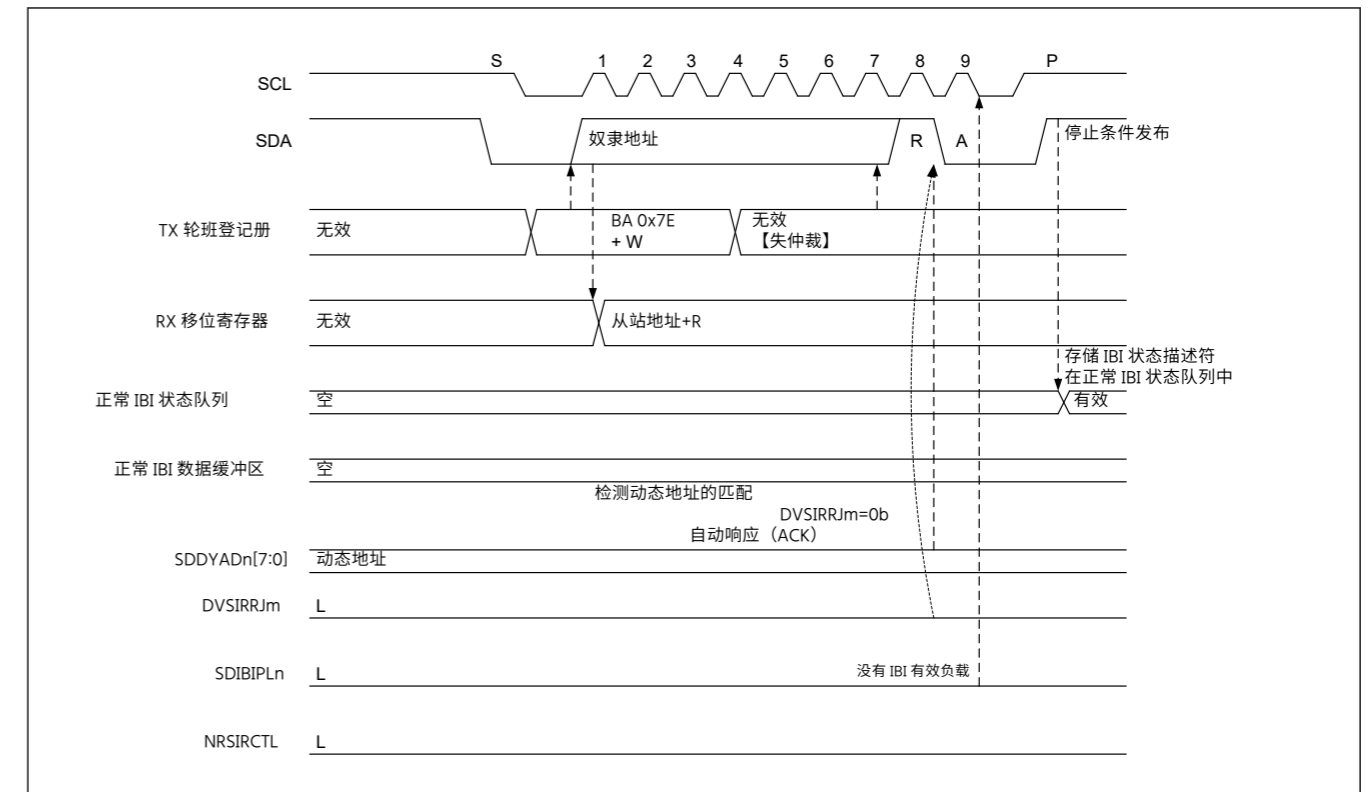 S 1 2 3 4 5 6 7 8 9 P
SCL
SDA 奴隶地址 R A 停止条件发布
TX 轮班登记册 无效 BA 0x7E 无效
+ W 【失仲裁】
RX 移位寄存器 无效 从站地址+R
存储 IBI 状态描述符
在正常 IBI 状态队列中
正常 IBI 状态队列 空 有效
正常 IBI 数据缓冲区 空
检测动态地址的匹配
DVSIRRJm=0b
自动响应（ACK）
SDDYADn[7:0] 动态地址
DVSIRRJm L
SDIBIPLn L 没有 IBI 有效负载
NRSIRCTL L